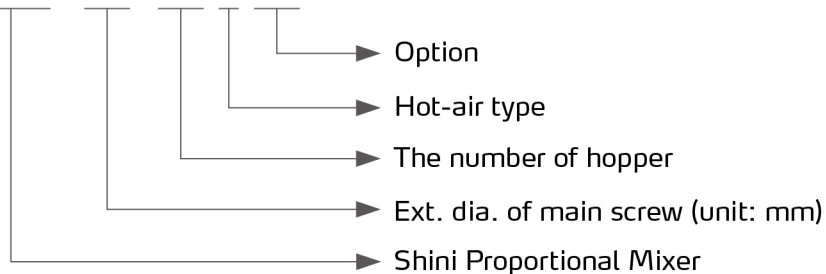 Option
Hot-air type
The number of hopper
Ext. dia. of main screw (unit: mm)
Shini Proportional Mixer